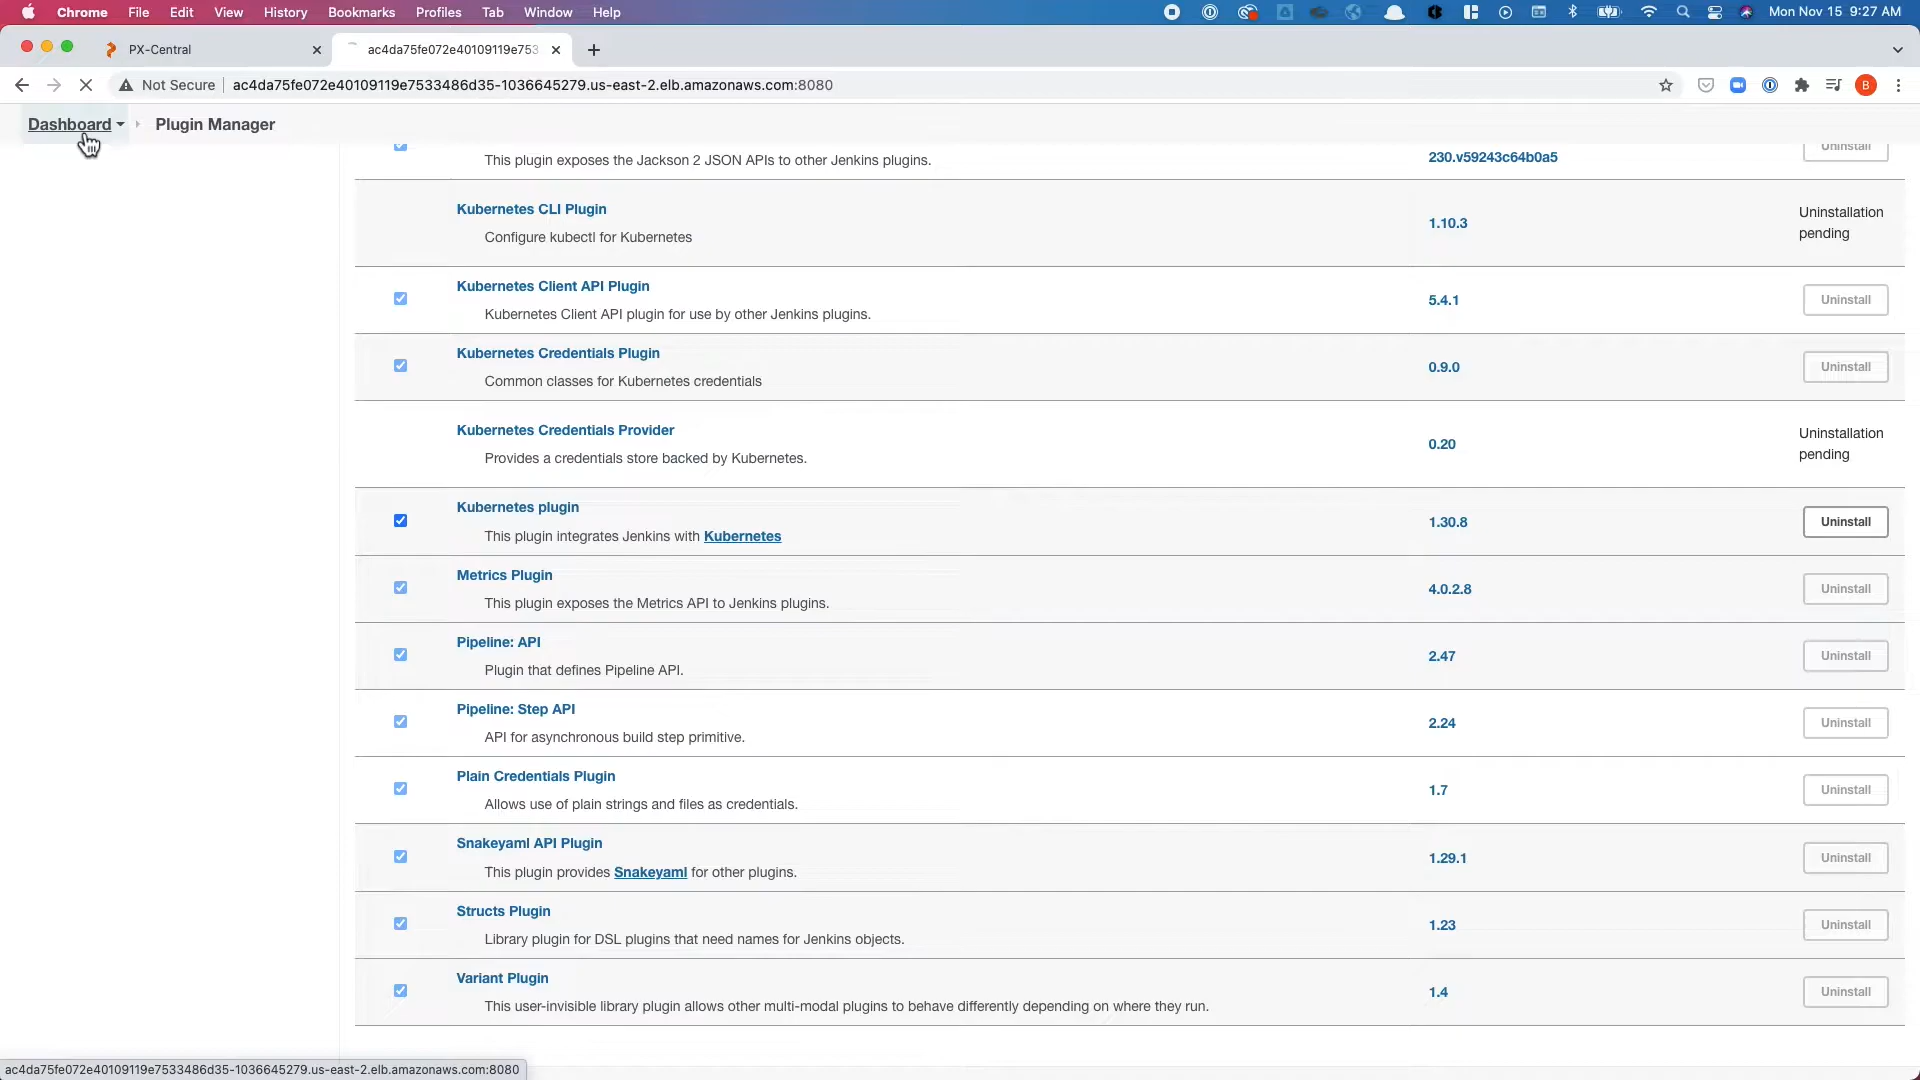 Chrome File Edit View History Bookmarks Profiles Tab Window Help Mon Nov 15 9:27 AM
PX-Central ac4da75fe072e40109119e753
Not Secure ac4da75fe072e40109119e7533486d35-1036645279.us-east-2.elb.amazonaws.com:8080 B
Dashboard Plugin Manager
This plugin exposes the Jackson 2 JSON APIs to other Jenkins plugins. 230.v59243c64b0a5 Uninstall
Kubernetes CLI Plugin
Configure kubectl for Kubernetes
1.10.3
Uninstallation
pending
Kubernetes Client API Plugin
Kubernetes Client API plugin for use by other Jenkins plugins.
5.4.1
Uninstall
Kubernetes Credentials Plugin
Common classes for Kubernetes credentials
0.9.0
Uninstall
Kubernetes Credentials Provider
Provides a credentials store backed by Kubernetes.
0.20
Uninstallation
pending
Kubernetes plugin
This plugin integrates Jenkins with Kubernetes
1.30.8
Uninstall
Metrics Plugin
This plugin exposes the Metrics API to Jenkins plugins.
4.0.2.8
Uninstall
Pipeline: API
Plugin that defines Pipeline API.
2.47
Uninstall
Pipeline: Step API
API for asynchronous build step primitive.
2.24
Uninstall
Plain Credentials Plugin
Allows use of plain strings and files as credentials.
1.7
Uninstall
Snakeyaml API Plugin
This plugin provides Snakeyaml for other plugins.
1.29.1
Uninstall
Structs Plugin
Library plugin for DSL plugins that need names for Jenkins objects.
1.23
Uninstall
Variant Plugin
This user-invisible library plugin allows other multi-modal plugins to behave differently depending on where they run.
1.4
Uninstall
ac4da75fe072e40109119e7533486d35-1036645279.us-east-2.elb.amazonaws.com:8080